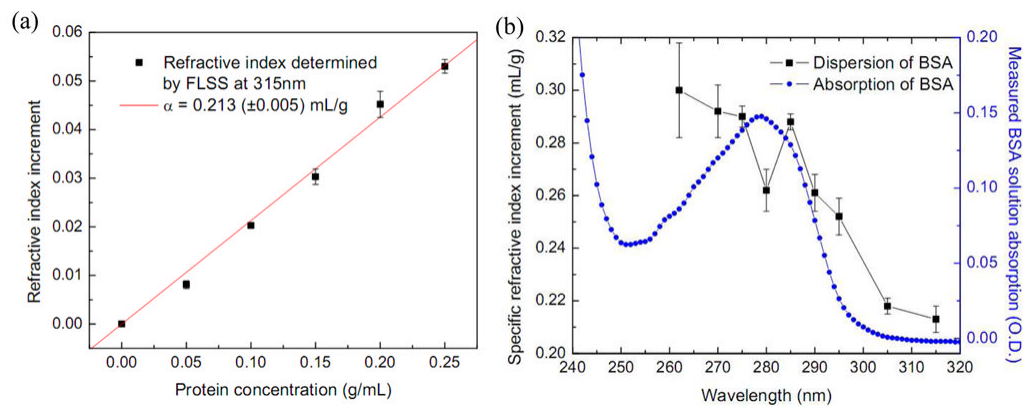 (a)
0.06
0.05
0.04
0.03
0.02
0.01
0.00
Refractive index increment
Refractive index determined
by FLSS at 315nm
α = 0.213 (±0.005) mL/g
0.00 0.05 0.10 0.15 0.20 0.25
Protein concentration (g/mL)
(b)
0.32
0.30
0.28
0.26
0.24
0.22
0.20
Specific refractive index increment (mL/g)
Dispersion of BSA
Absorption of BSA
0.20
0.15
0.10
0.05
0.00
Measured BSA solution absorption (O.D.)
240 250 260 270 280 290 300 310 320
Wavelength (nm)